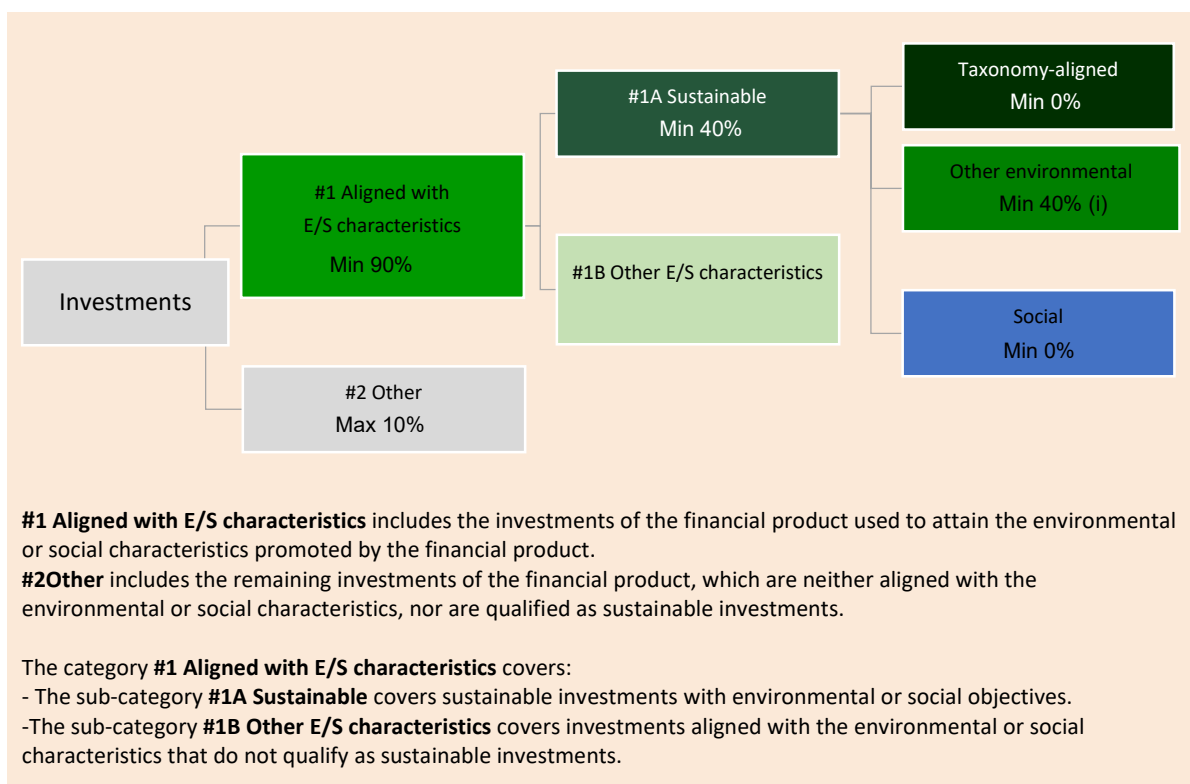 Investments
#1 Aligned with
E/S characteristics
Min 90%
#2 Other
Max 10%
#1A Sustainable
Min 40%
#1B Other E/S characteristics
Taxonomy-aligned
Min 0%
Other environmental
Min 40% (i)
Social
Min 0%
#1 Aligned with E/S characteristics includes the investments of the financial product used to attain the environmental
or social characteristics promoted by the financial product.
#2Other includes the remaining investments of the financial product, which are neither aligned with the
environmental or social characteristics, nor are qualified as sustainable investments.
The category #1 Aligned with E/S characteristics covers:
- The sub-category #1A Sustainable covers sustainable investments with environmental or social objectives.
-The sub-category #1B Other E/S characteristics covers investments aligned with the environmental or social
characteristics that do not qualify as sustainable investments.